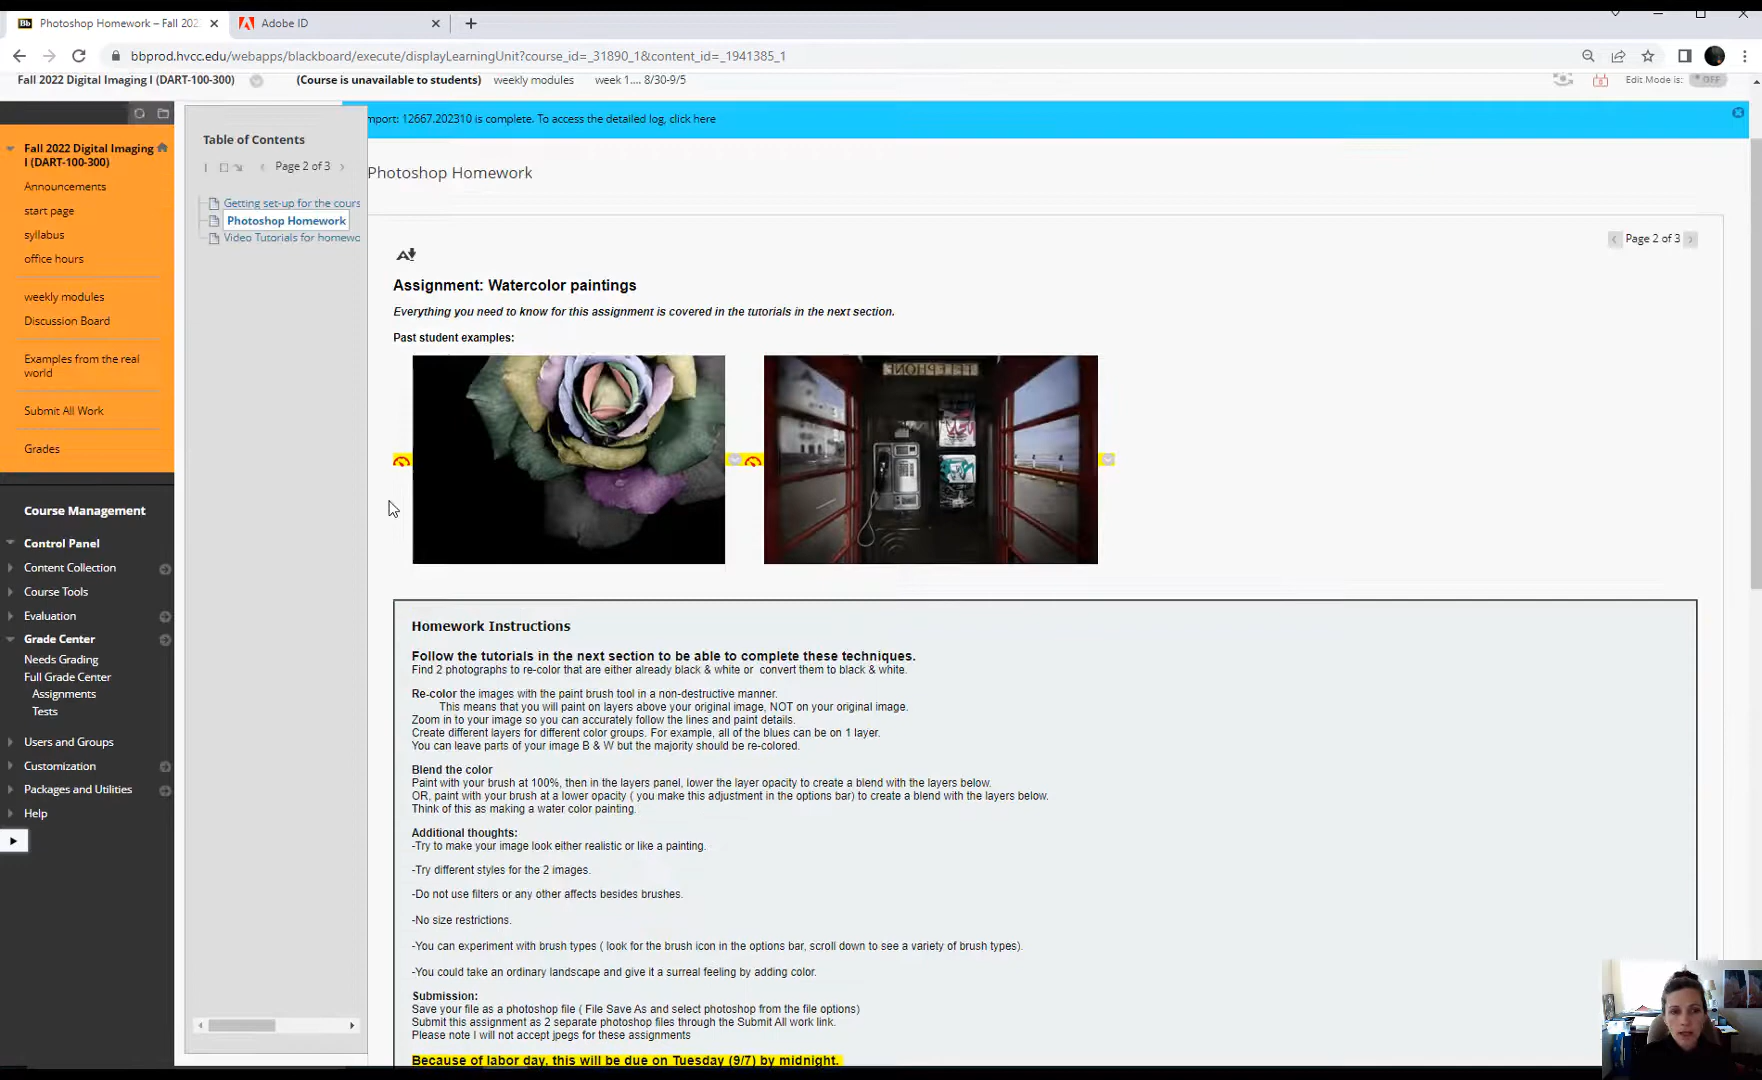 Photoshop Homework – Fall 202
Adobe ID
bbprod.hvcc.edu/webapps/blackboard/execute/displayLearningUnit?course_id=_31890_1&content_id=_1941385_1
Fall 2022 Digital Imaging I (DART-100-300)
(Course is unavailable to students)
weekly modules
week 1.... 8/30-9/5
Edit Mode is:
OFF
mport: 12667.202310 is complete. To access the detailed log, click here
Fall 2022 Digital Imaging
I (DART-100-300)
Announcements
start page
syllabus
office hours
weekly modules
Discussion Board
Examples from the real
world
Submit All Work
Grades
Course Management
Control Panel
Content Collection
Course Tools
Evaluation
Grade Center
Needs Grading
Full Grade Center
Assignments
Tests
Users and Groups
Customization
Packages and Utilities
Help
Table of Contents
Page 2 of 3
Getting set-up for the cours
Photoshop Homework
Video Tutorials for homewo
Photoshop Homework
Page 2 of 3
Assignment: Watercolor paintings
Everything you need to know for this assignment is covered in the tutorials in the next section.
Past student examples:
TELEPHONE
Homework Instructions
Follow the tutorials in the next section to be able to complete these techniques.
Find 2 photographs to re-color that are either already black & white or convert them to black & white.
Re-color the images with the paint brush tool in a non-destructive manner.
This means that you will paint on layers above your original image, NOT on your original image.
Zoom in to your image so you can accurately follow the lines and paint details.
Create different layers for different color groups. For example, all of the blues can be on 1 layer.
You can leave parts of your image B & W but the majority should be re-colored.
Blend the color
Paint with your brush at 100%, then in the layers panel, lower the layer opacity to create a blend with the layers below.
OR, paint with your brush at a lower opacity ( you make this adjustment in the options bar) to create a blend with the layers below.
Think of this as making a water color painting.
Additional thoughts:
-Try to make your image look either realistic or like a painting.
-Try different styles for the 2 images.
-Do not use filters or any other affects besides brushes.
-No size restrictions.
-You can experiment with brush types ( look for the brush icon in the options bar, scroll down to see a variety of brush types).
-You could take an ordinary landscape and give it a surreal feeling by adding color.
Submission:
Save your file as a photoshop file ( File Save As and select photoshop from the file options)
Submit this assignment as 2 separate photoshop files through the Submit All work link.
Please note I will not accept jpegs for these assignments
Because of labor day, this will be due on Tuesday (9/7) by midnight.